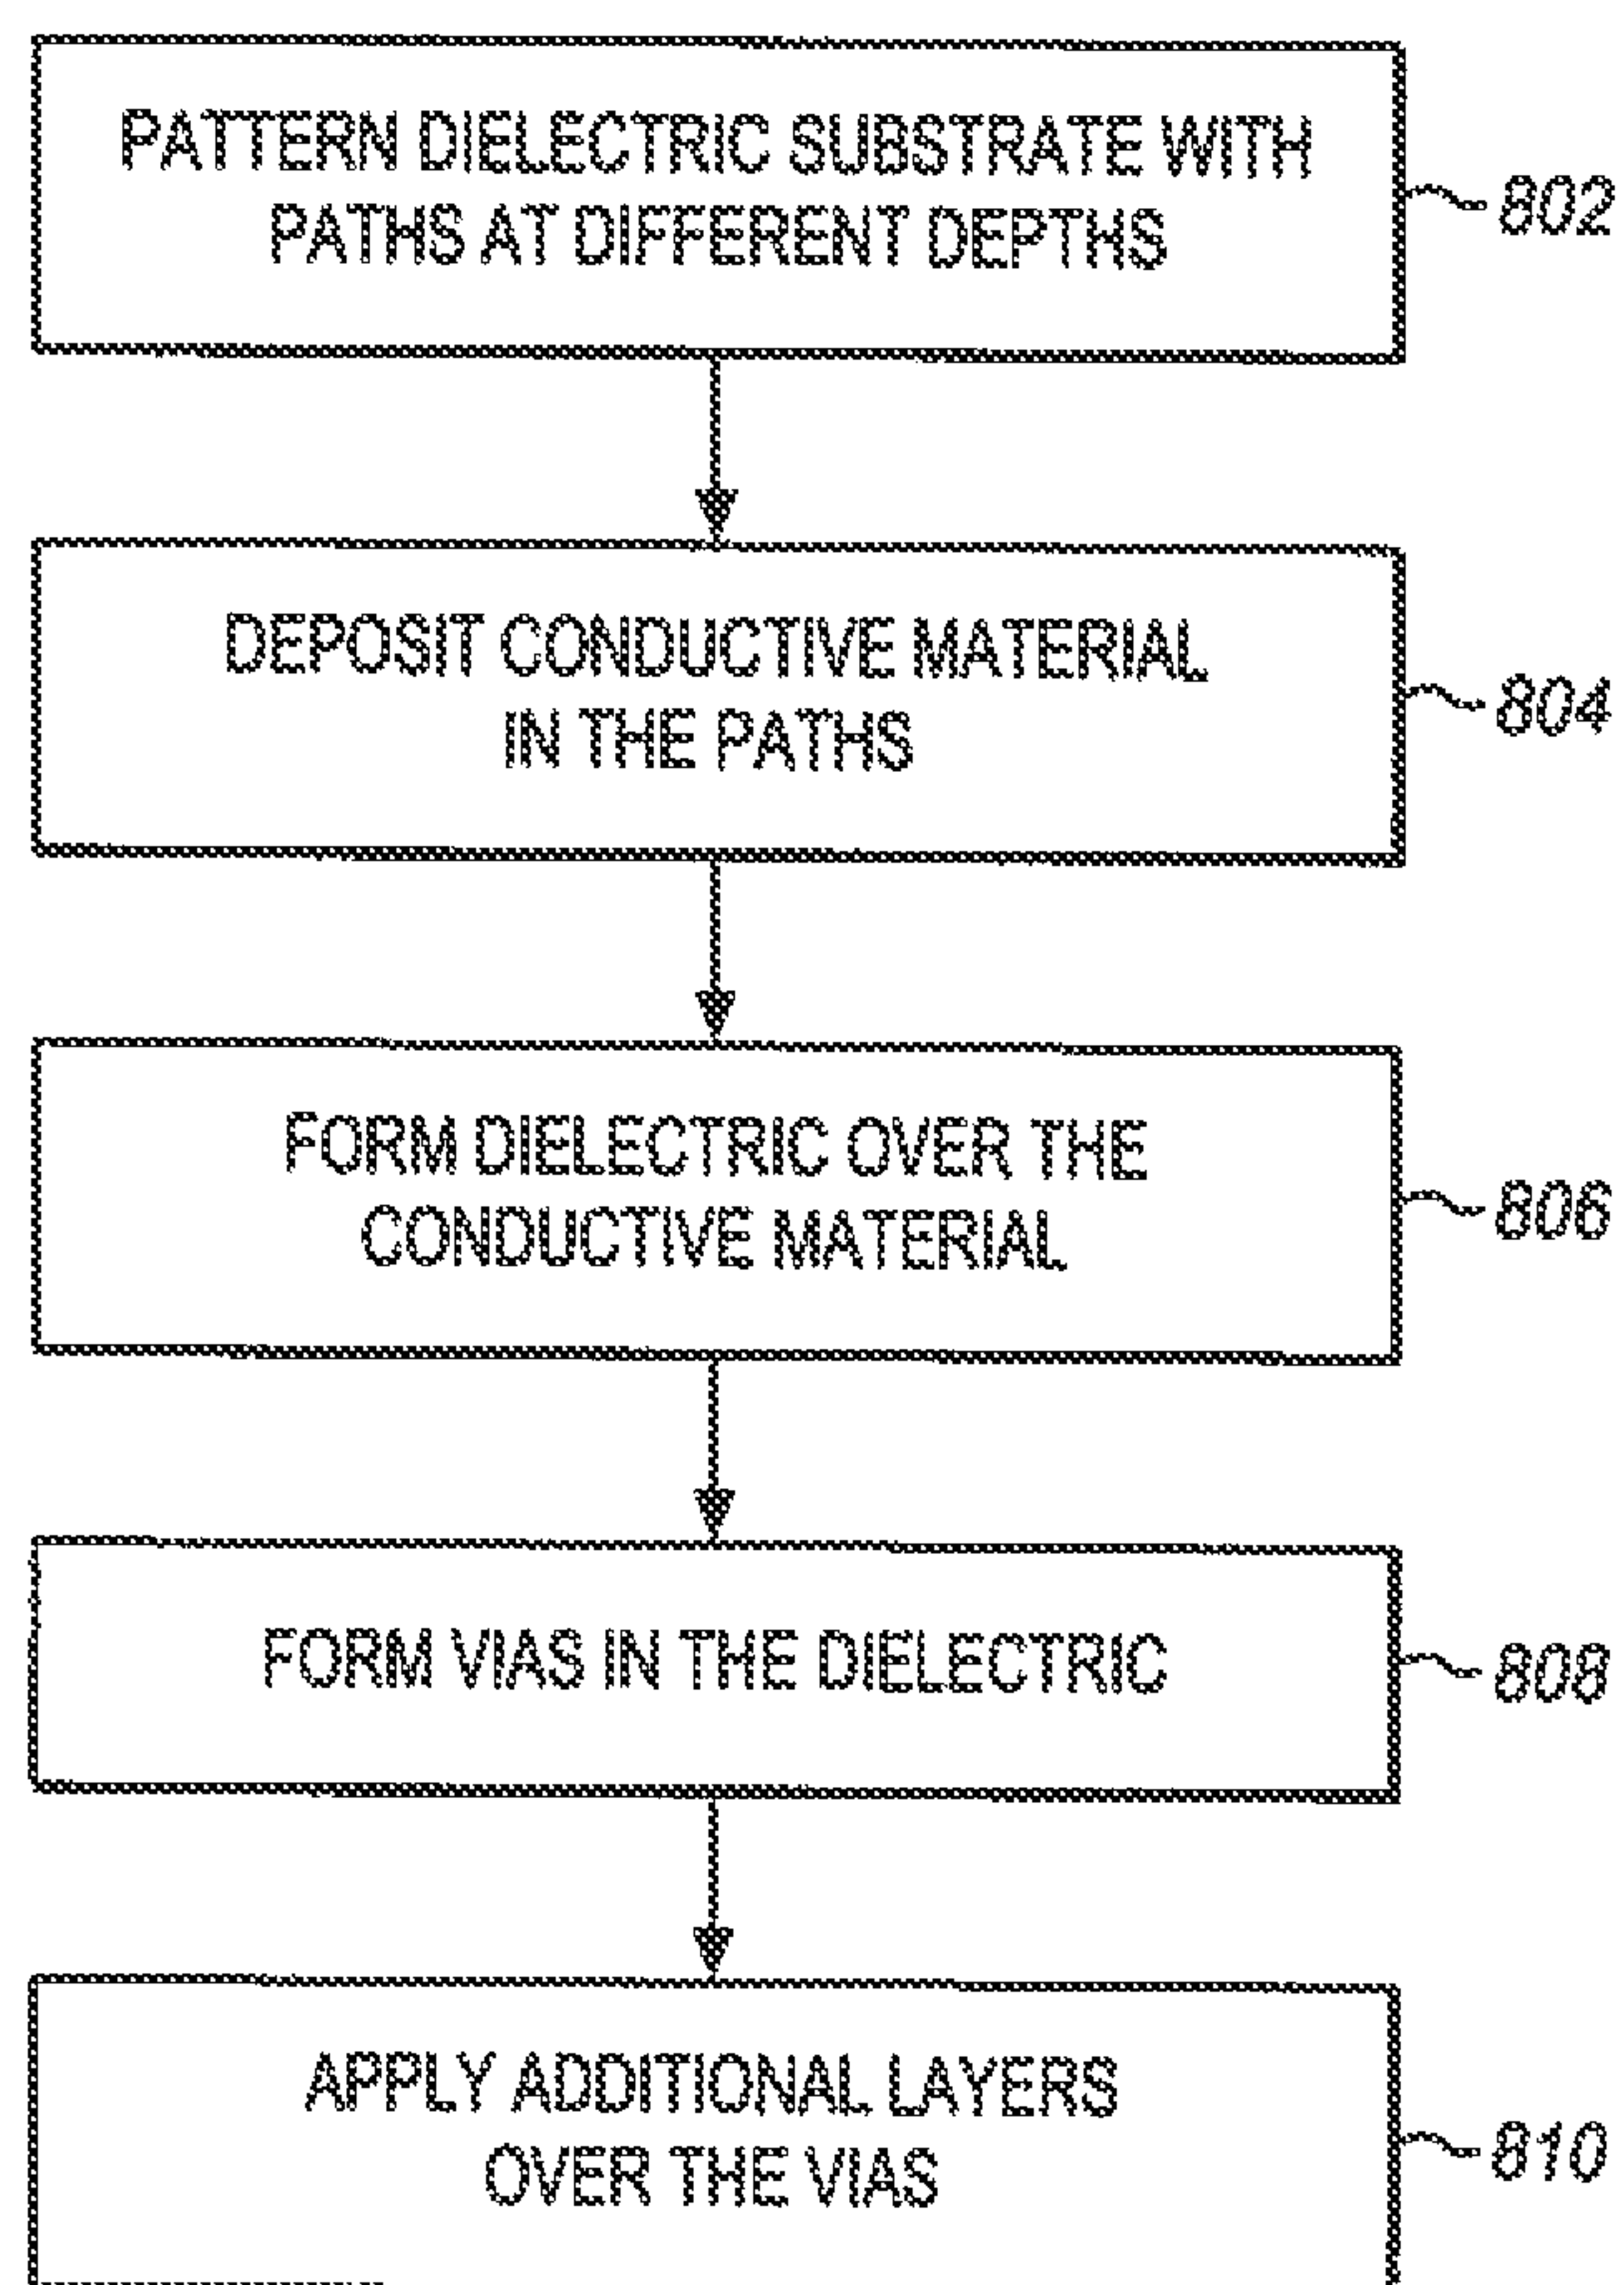 PATTERN DIELECTRIC SUBSTRATE WITH
PATHS AT DIFFERENT DEPTHS
802
DEPOSIT CONDUCTIVE MATERIAL
IN THE PATHS
804
FORM DIELECTRIC OVER THE
CONDUCTIVE MATERIAL
806
FORM VIAS IN THE DIELECTRIC
808
APPLY ADDITIONAL LAYERS
OVER THE VIAS
810